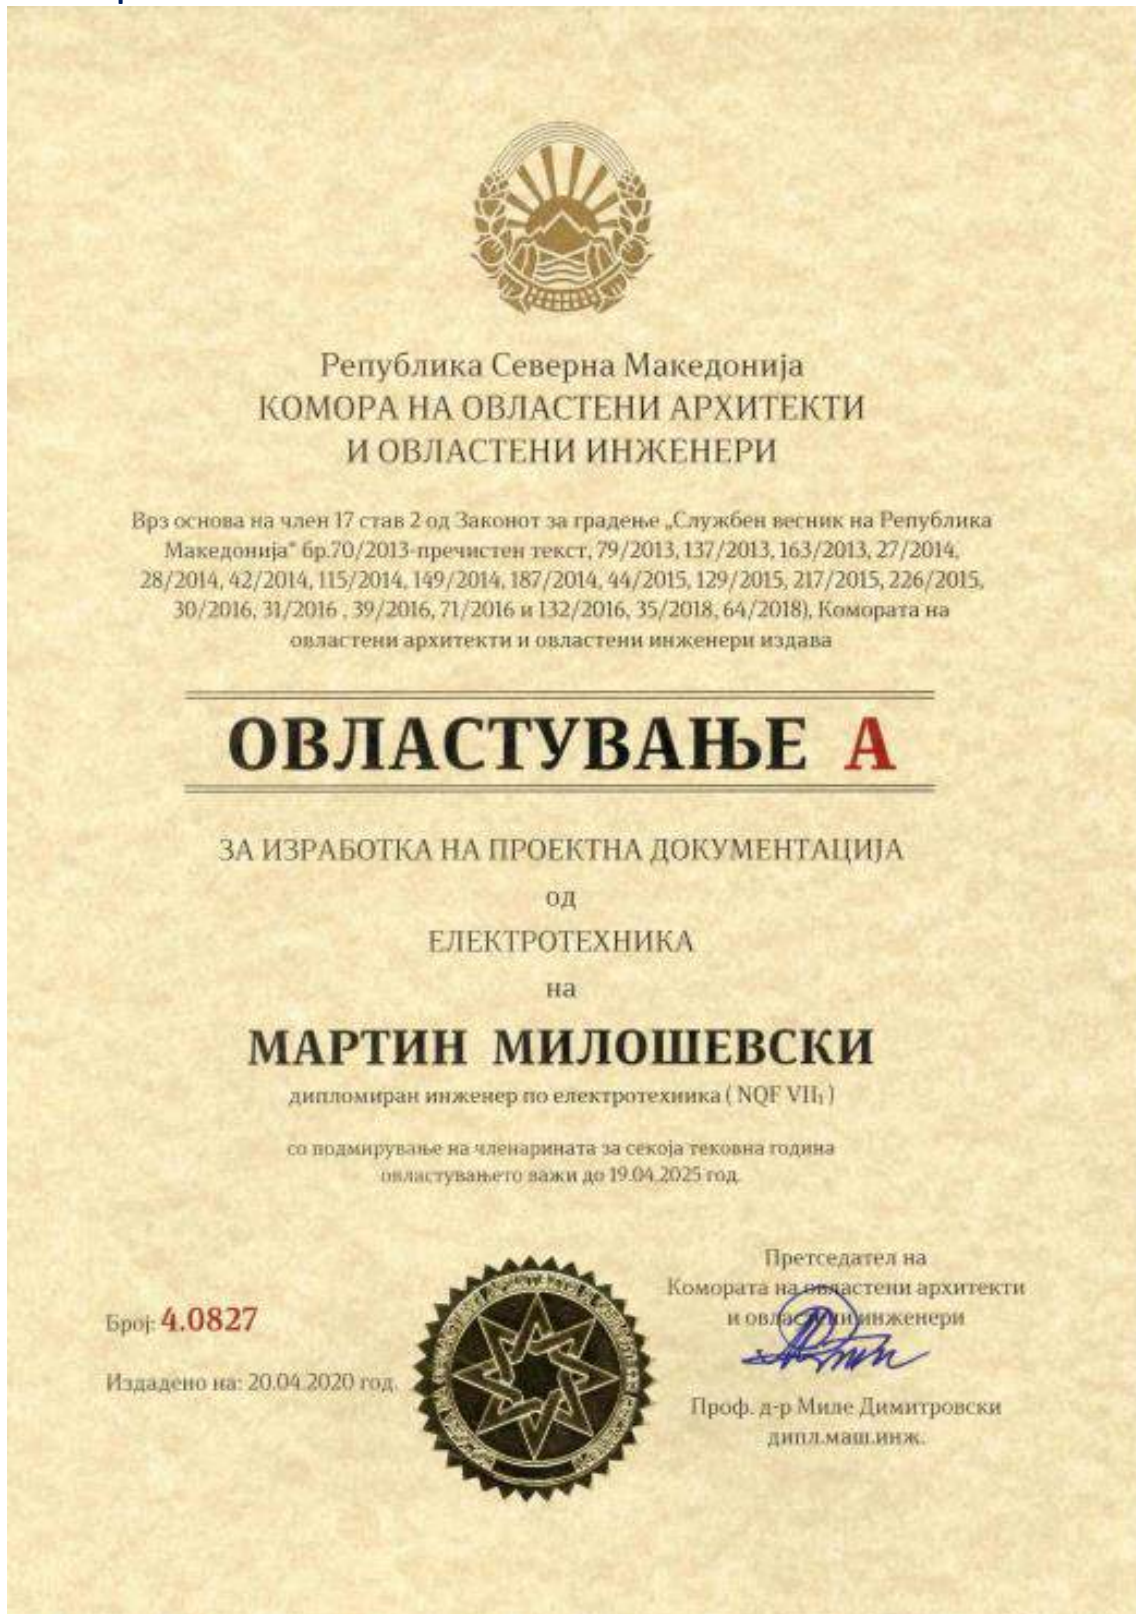 Република Северна Македонија
КОМОРА НА ОВЛАСТЕНИ АРХИТЕКТИ
И ОВЛАСТЕНИ ИНЖЕНЕРИ
Врз основа на член 17 став 2 од Законот за градење „Службен весник на Република
Македонија“ бр.70/2013-пречистен текст, 79/2013, 137/2013, 163/2013, 27/2014,
28/2014, 42/2014, 115/2014, 149/2014, 187/2014, 44/2015, 129/2015, 217/2015, 226/2015,
30/2016, 31/2016 , 39/2016, 71/2016 и 132/2016, 35/2018, 64/2018), Комората на
овластени архитекти и овластени инженери издава
ОВЛАСТУВАЊЕ А
ЗА ИЗРАБОТКА НА ПРОЕКТНА ДОКУМЕНТАЦИЈА
од
ЕЛЕКТРОТЕХНИКА
на
МАРТИН МИЛОШЕВСКИ
дипломиран инженер по електротехника ( NQF VII₁ )
со подмирување на членарината за секоја тековна година
овластувањето важи до 19.04.2025 год.
Број: 4.0827
Издадено на: 20.04.2020 год.
Претседател на
Комората на овластени архитекти
и овластени инженери
Проф. д-р Миле Димитровски
дипл.маш.инж.